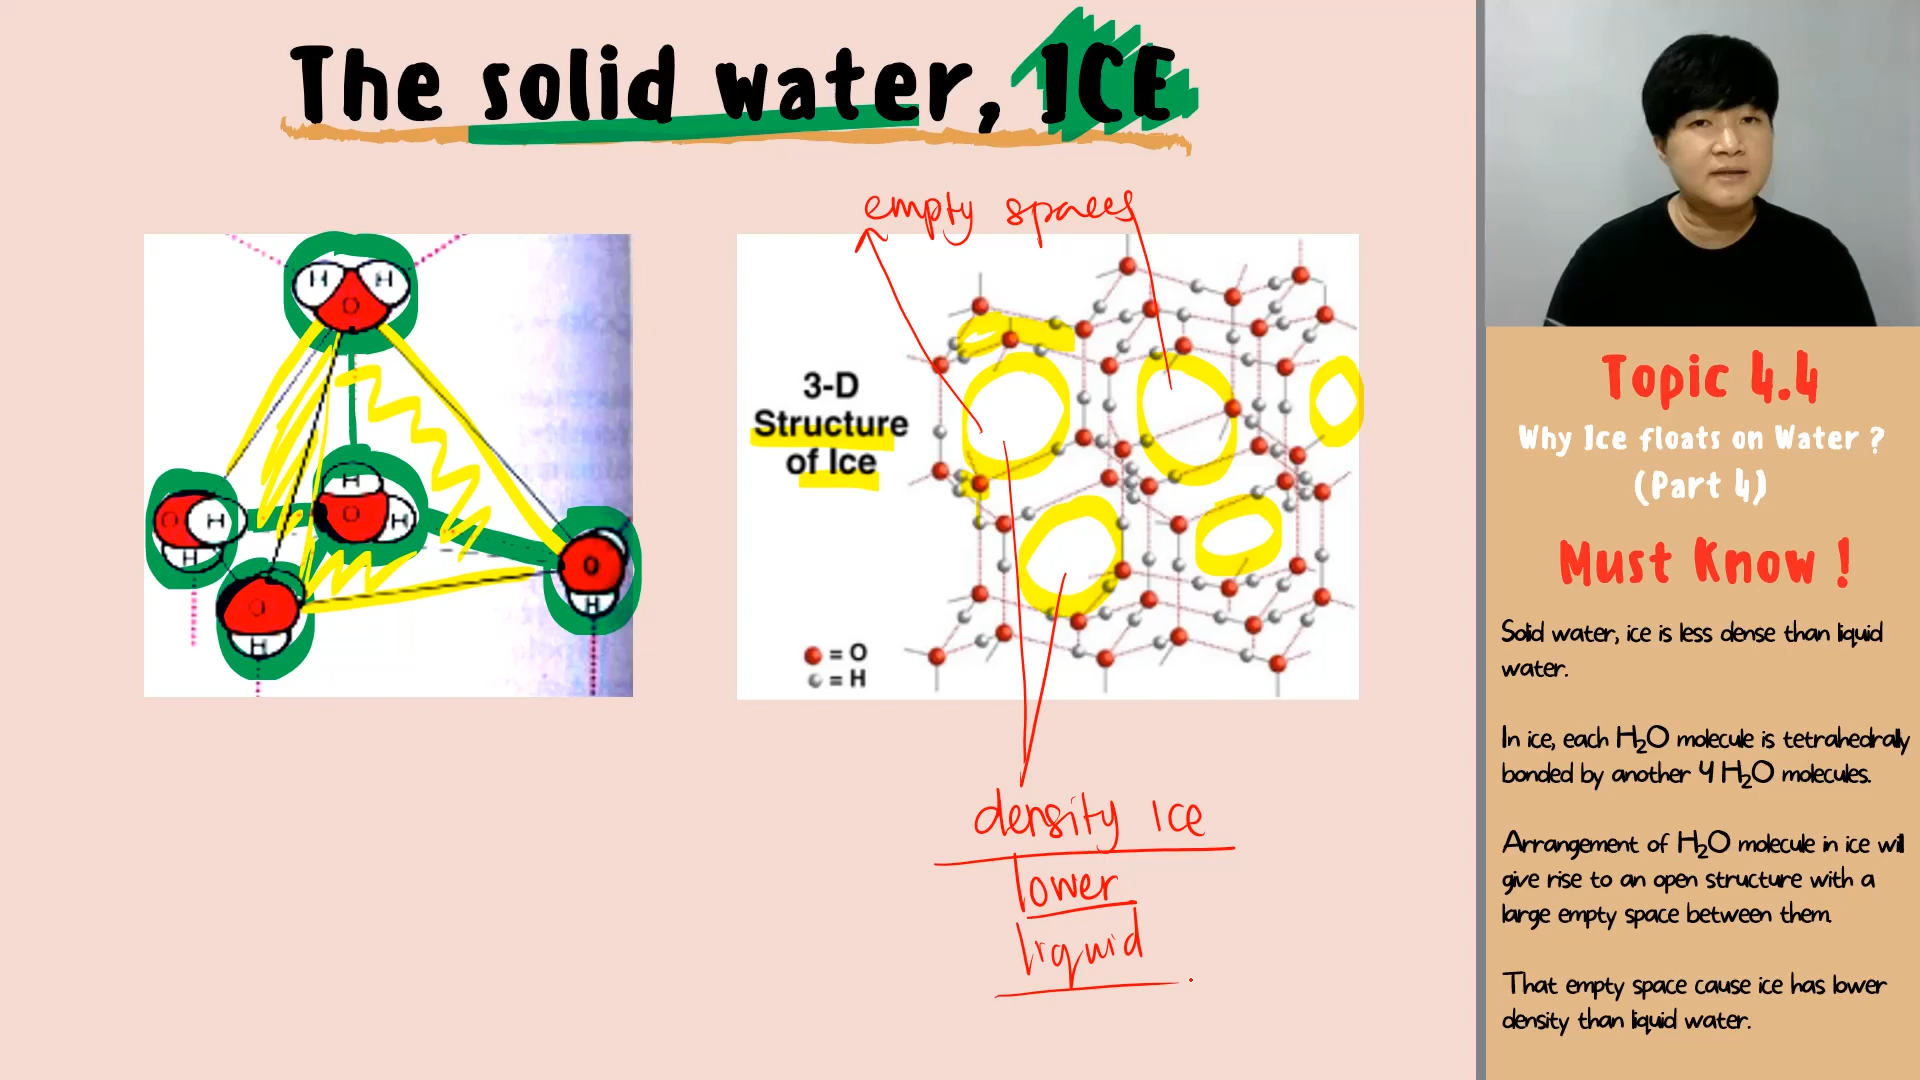 The solid water, ICE
empty spaces
H H
O
H
O H
O H
H
O
H
O
H
3-D
Structure
of Ice
= O
= H
density Ice
lower
liquid
Topic 4.4
Why Ice floats on Water ?
(Part 4)
Must Know !
Solid water, ice is less dense than liquid
water.
In ice, each H₂O molecule is tetrahedrally
bonded by another 4 H₂O molecules.
Arrangement of H₂O molecule in ice will
give rise to an open structure with a
large empty space between them.
That empty space cause ice has lower
density than liquid water.